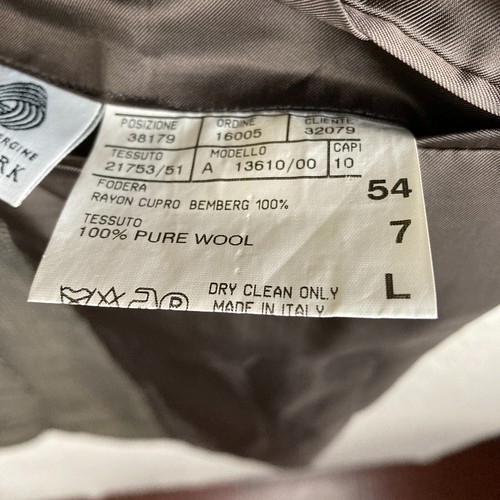 POSIZIONE ORDINE CLIENTE
38179 16005 32079
TESSUTO MODELLO CAPI
21753/51 A 13610/00 10
FODERA
RAYON CUPRO BEMBERG 100%
54
TESSUTO
100% PURE WOOL
7
DRY CLEAN ONLY
MADE IN ITALY
L
P